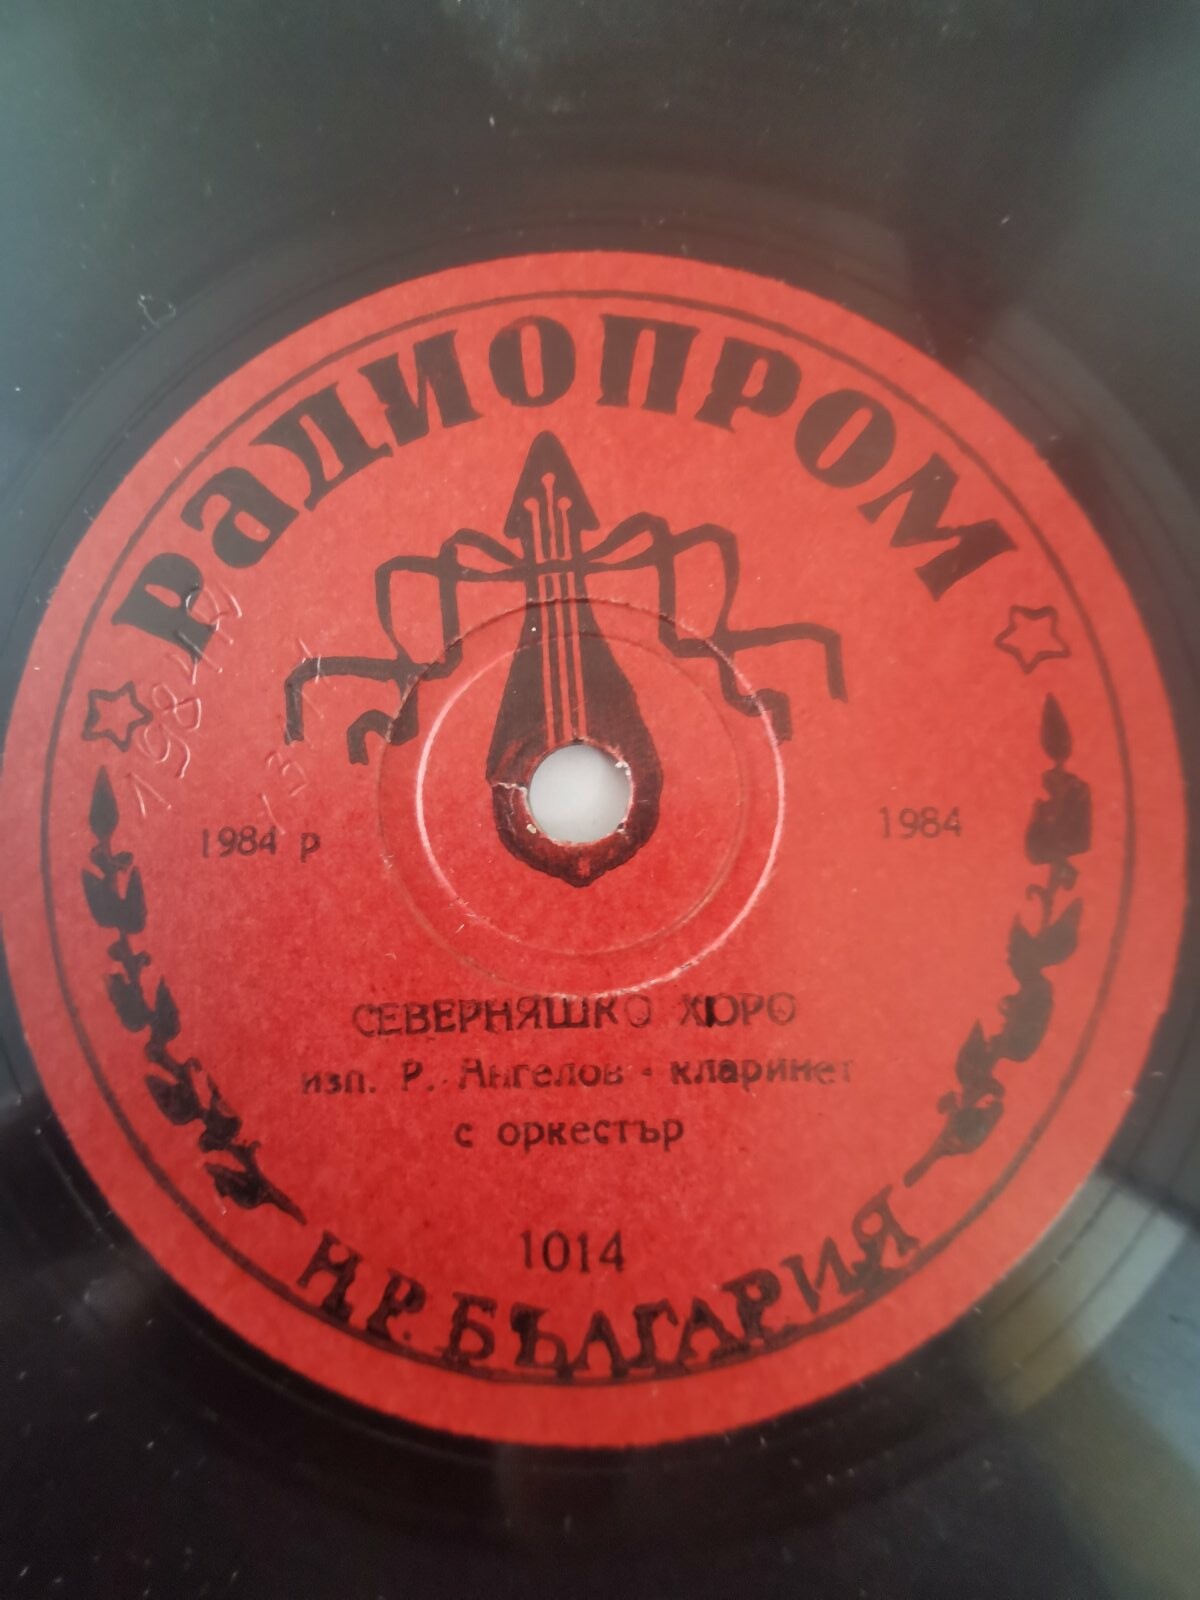 РАДИОПРОМ
1984 р
1984
СЕВЕРНЯШКО ХОРО
изп. Р. Ангелов - кларинет
с оркестър
1014
Н.Р. БЪЛГАРИЯ